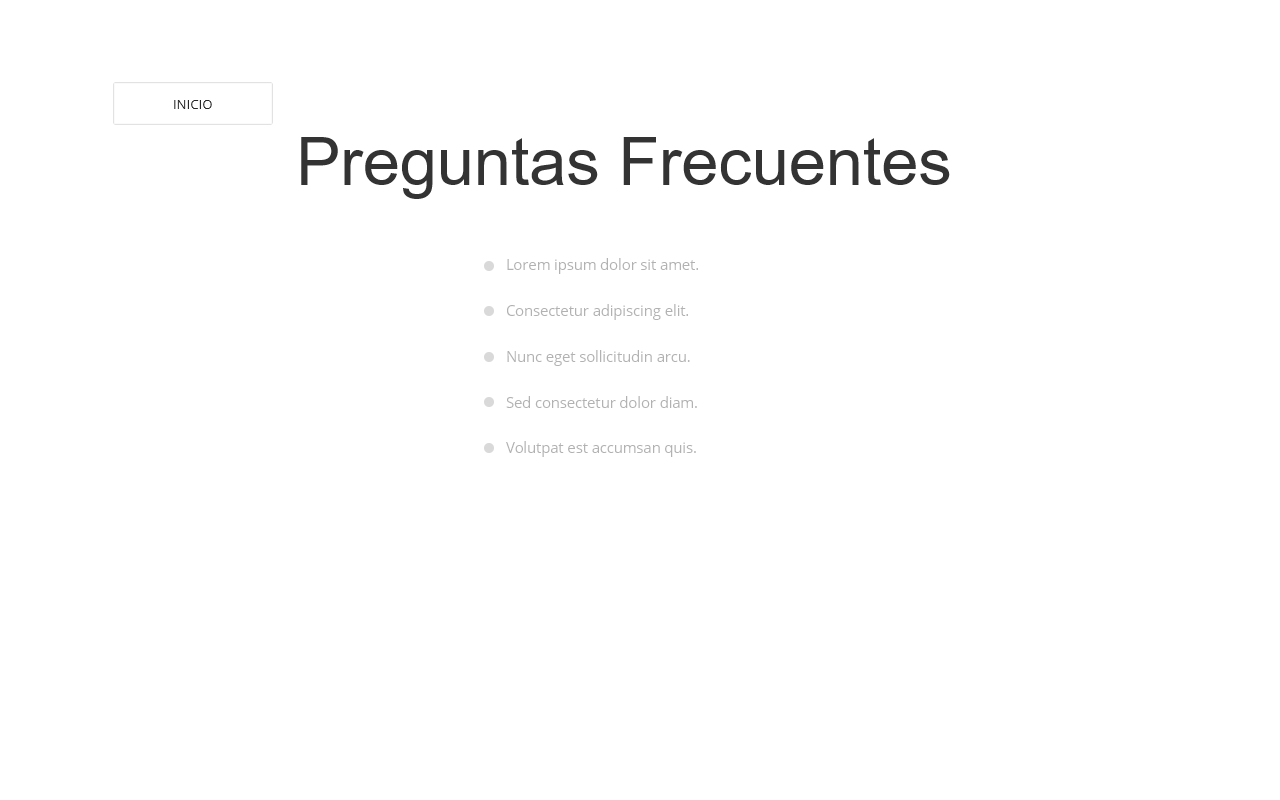 INICIO
Preguntas Frecuentes
Lorem ipsum dolor sit amet.
Consectetur adipiscing elit.
Nunc eget sollicitudin arcu.
Sed consectetur dolor diam.
Volutpat est accumsan quis.